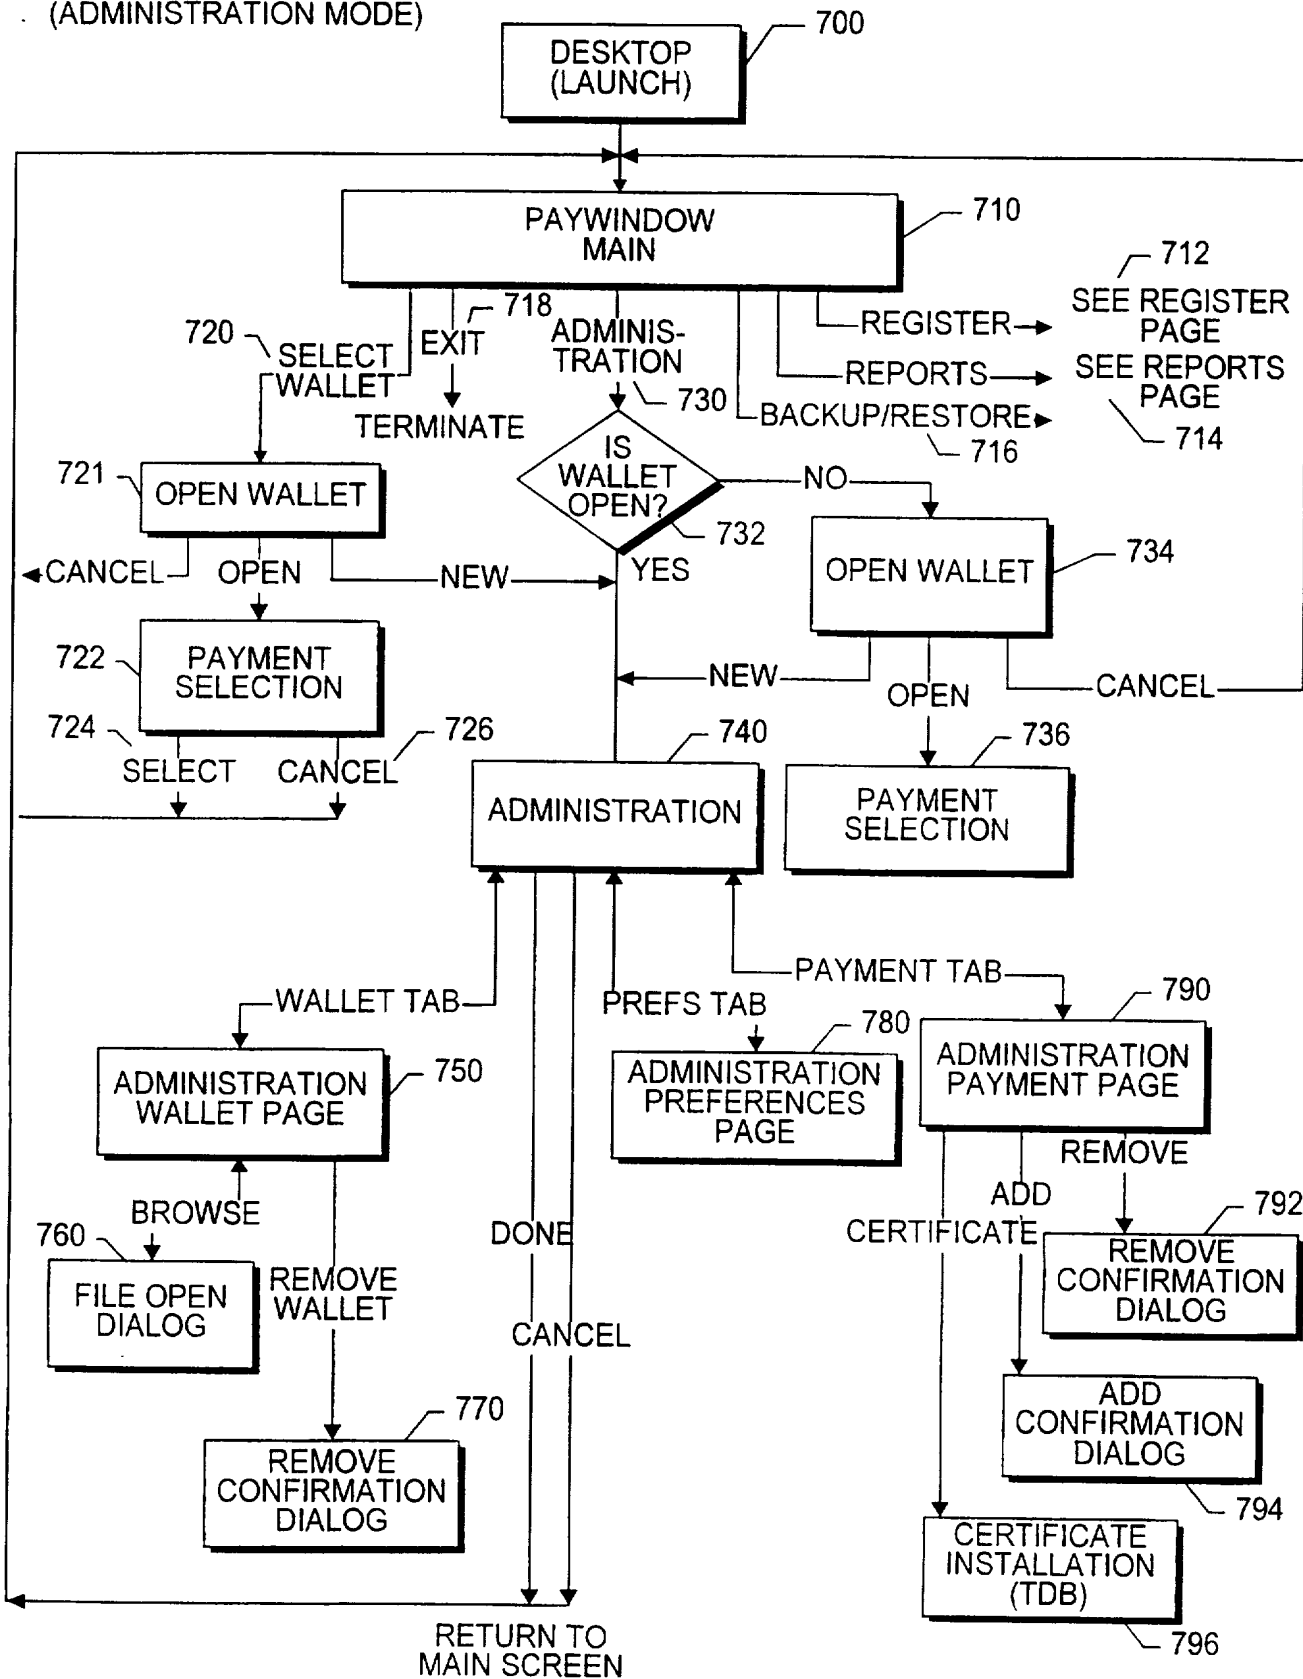 (ADMINISTRATION MODE)
700
DESKTOP
(LAUNCH)
PAYWINDOW
MAIN
710
712
SEE REGISTER
PAGE
REGISTER
718
EXIT
TERMINATE
720
SELECT
WALLET
ADMINIS-
TRATION
730
REPORTS
SEE REPORTS
PAGE
714
BACKUP/RESTORE
716
IS
WALLET
OPEN?
732
NO
YES
721
OPEN WALLET
CANCEL
OPEN
NEW
734
OPEN WALLET
NEW
OPEN
CANCEL
722
PAYMENT
SELECTION
724
SELECT
726
CANCEL
740
ADMINISTRATION
736
PAYMENT
SELECTION
WALLET TAB
PREFS TAB
PAYMENT TAB
750
ADMINISTRATION
WALLET PAGE
780
ADMINISTRATION
PREFERENCES
PAGE
790
ADMINISTRATION
PAYMENT PAGE
BROWSE
760
FILE OPEN
DIALOG
REMOVE
WALLET
DONE
CANCEL
REMOVE
ADD
CERTIFICATE
792
REMOVE
CONFIRMATION
DIALOG
770
REMOVE
CONFIRMATION
DIALOG
ADD
CONFIRMATION
DIALOG
794
CERTIFICATE
INSTALLATION
(TDB)
796
RETURN TO
MAIN SCREEN